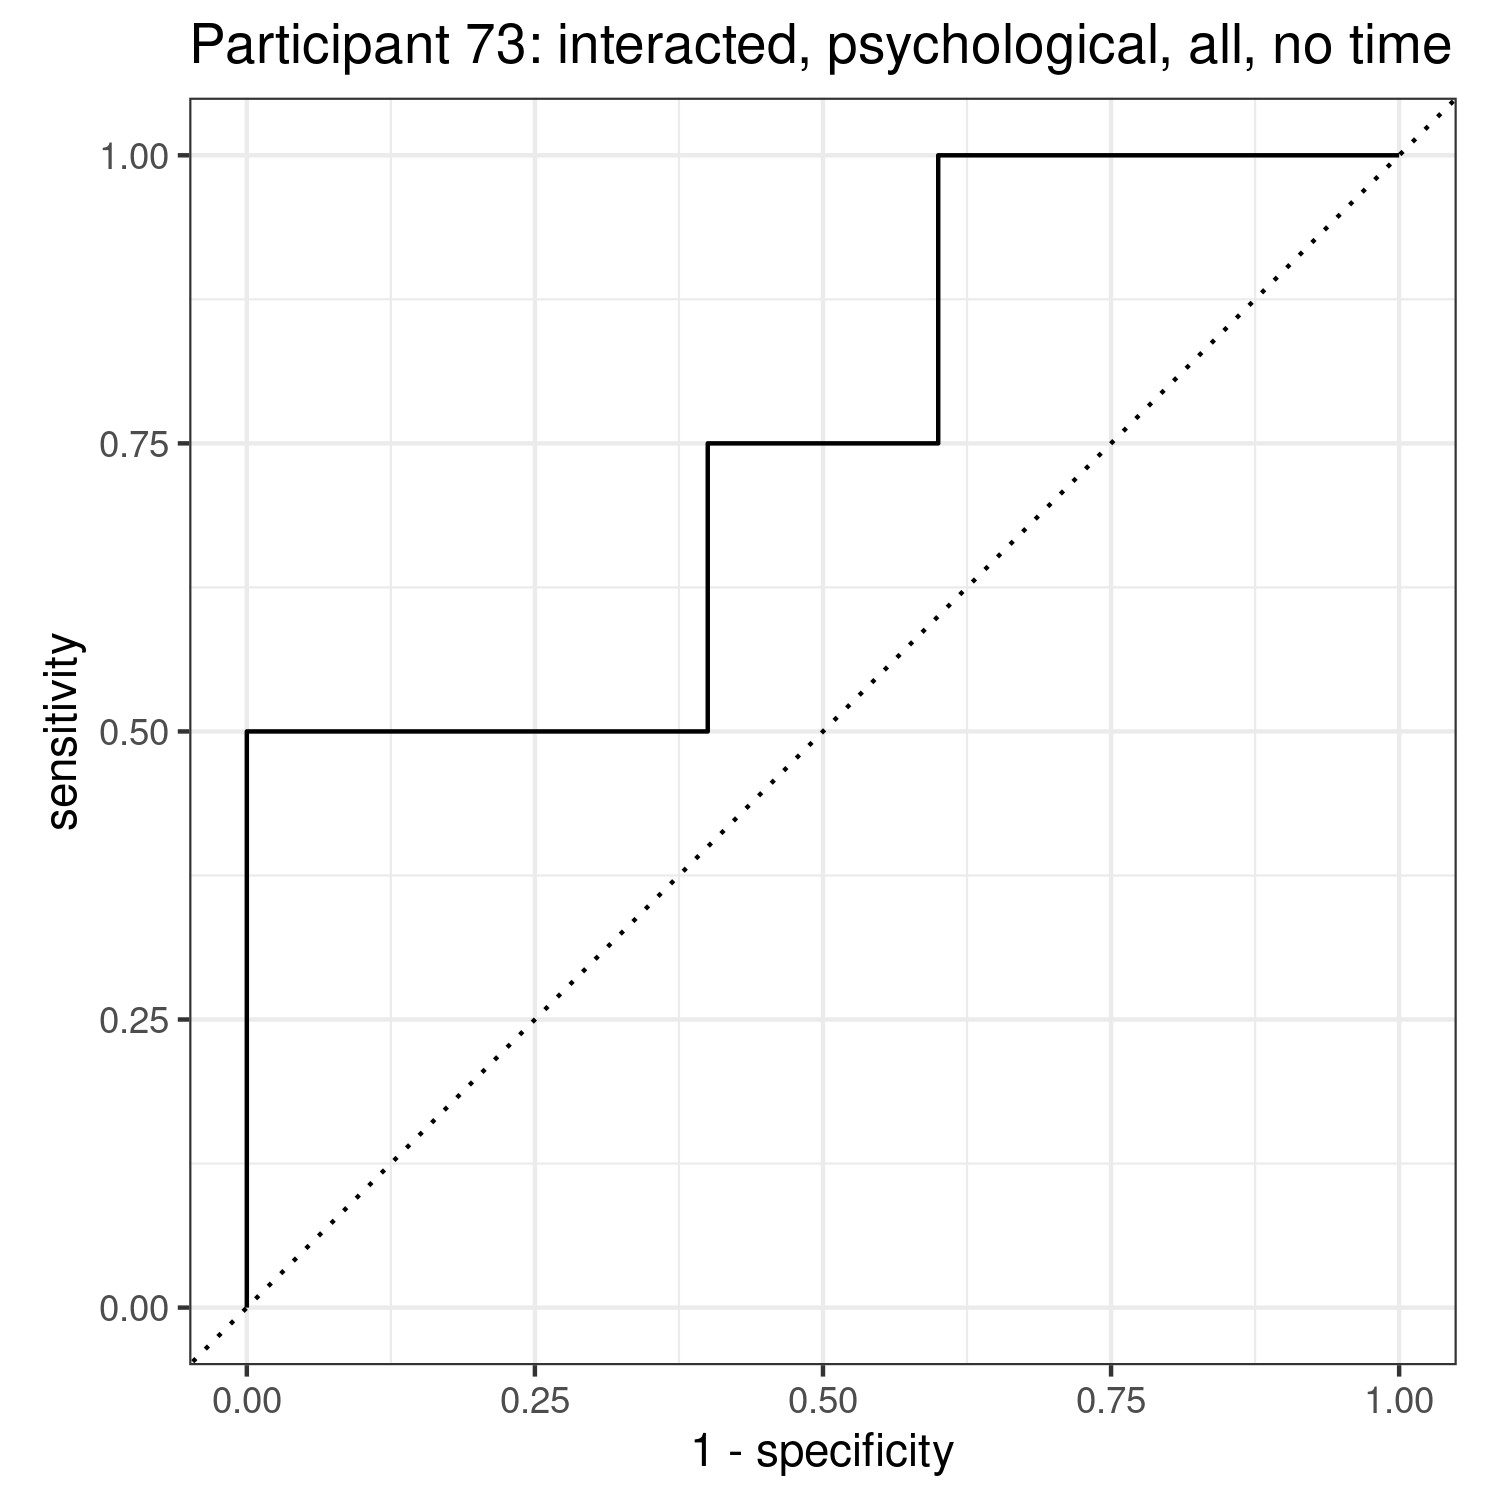 Participant 73: interacted, psychological, all, no time
1.00
0.75
0.50
0.25
0.00
sensitivity
0.00 0.25 0.50 0.75 1.00
1 - specificity